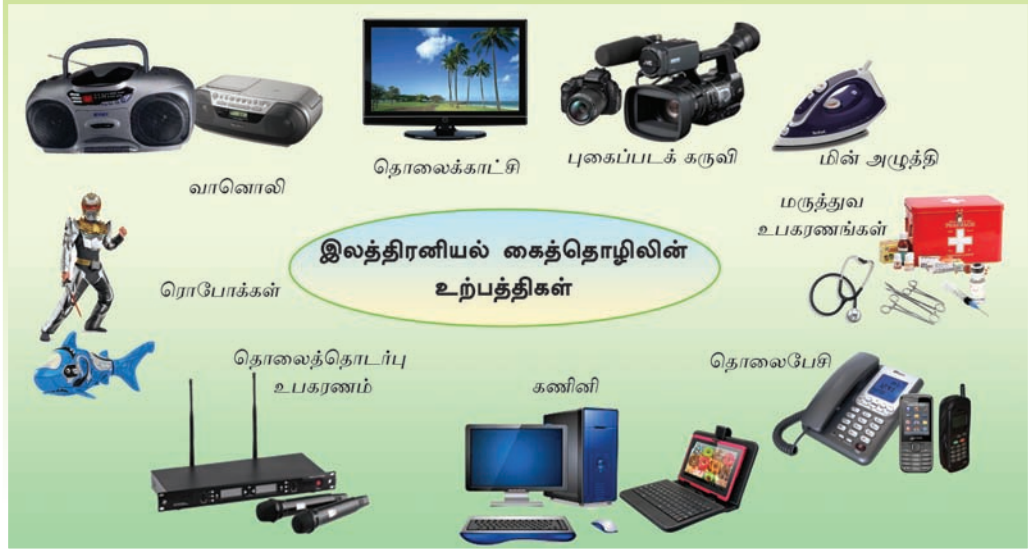 தொலைக்காட்சி
புகைப்படக் கருவி
மின் அழுத்தி
வானொலி
மருத்துவ
உபகரணங்கள்
இலத்திரனியல் கைத்தொழிலின்
உற்பத்திகள்
ரொபோக்கள்
தொலைத்தொடர்பு
உபகரணம்
கணினி
தொலைபேசி